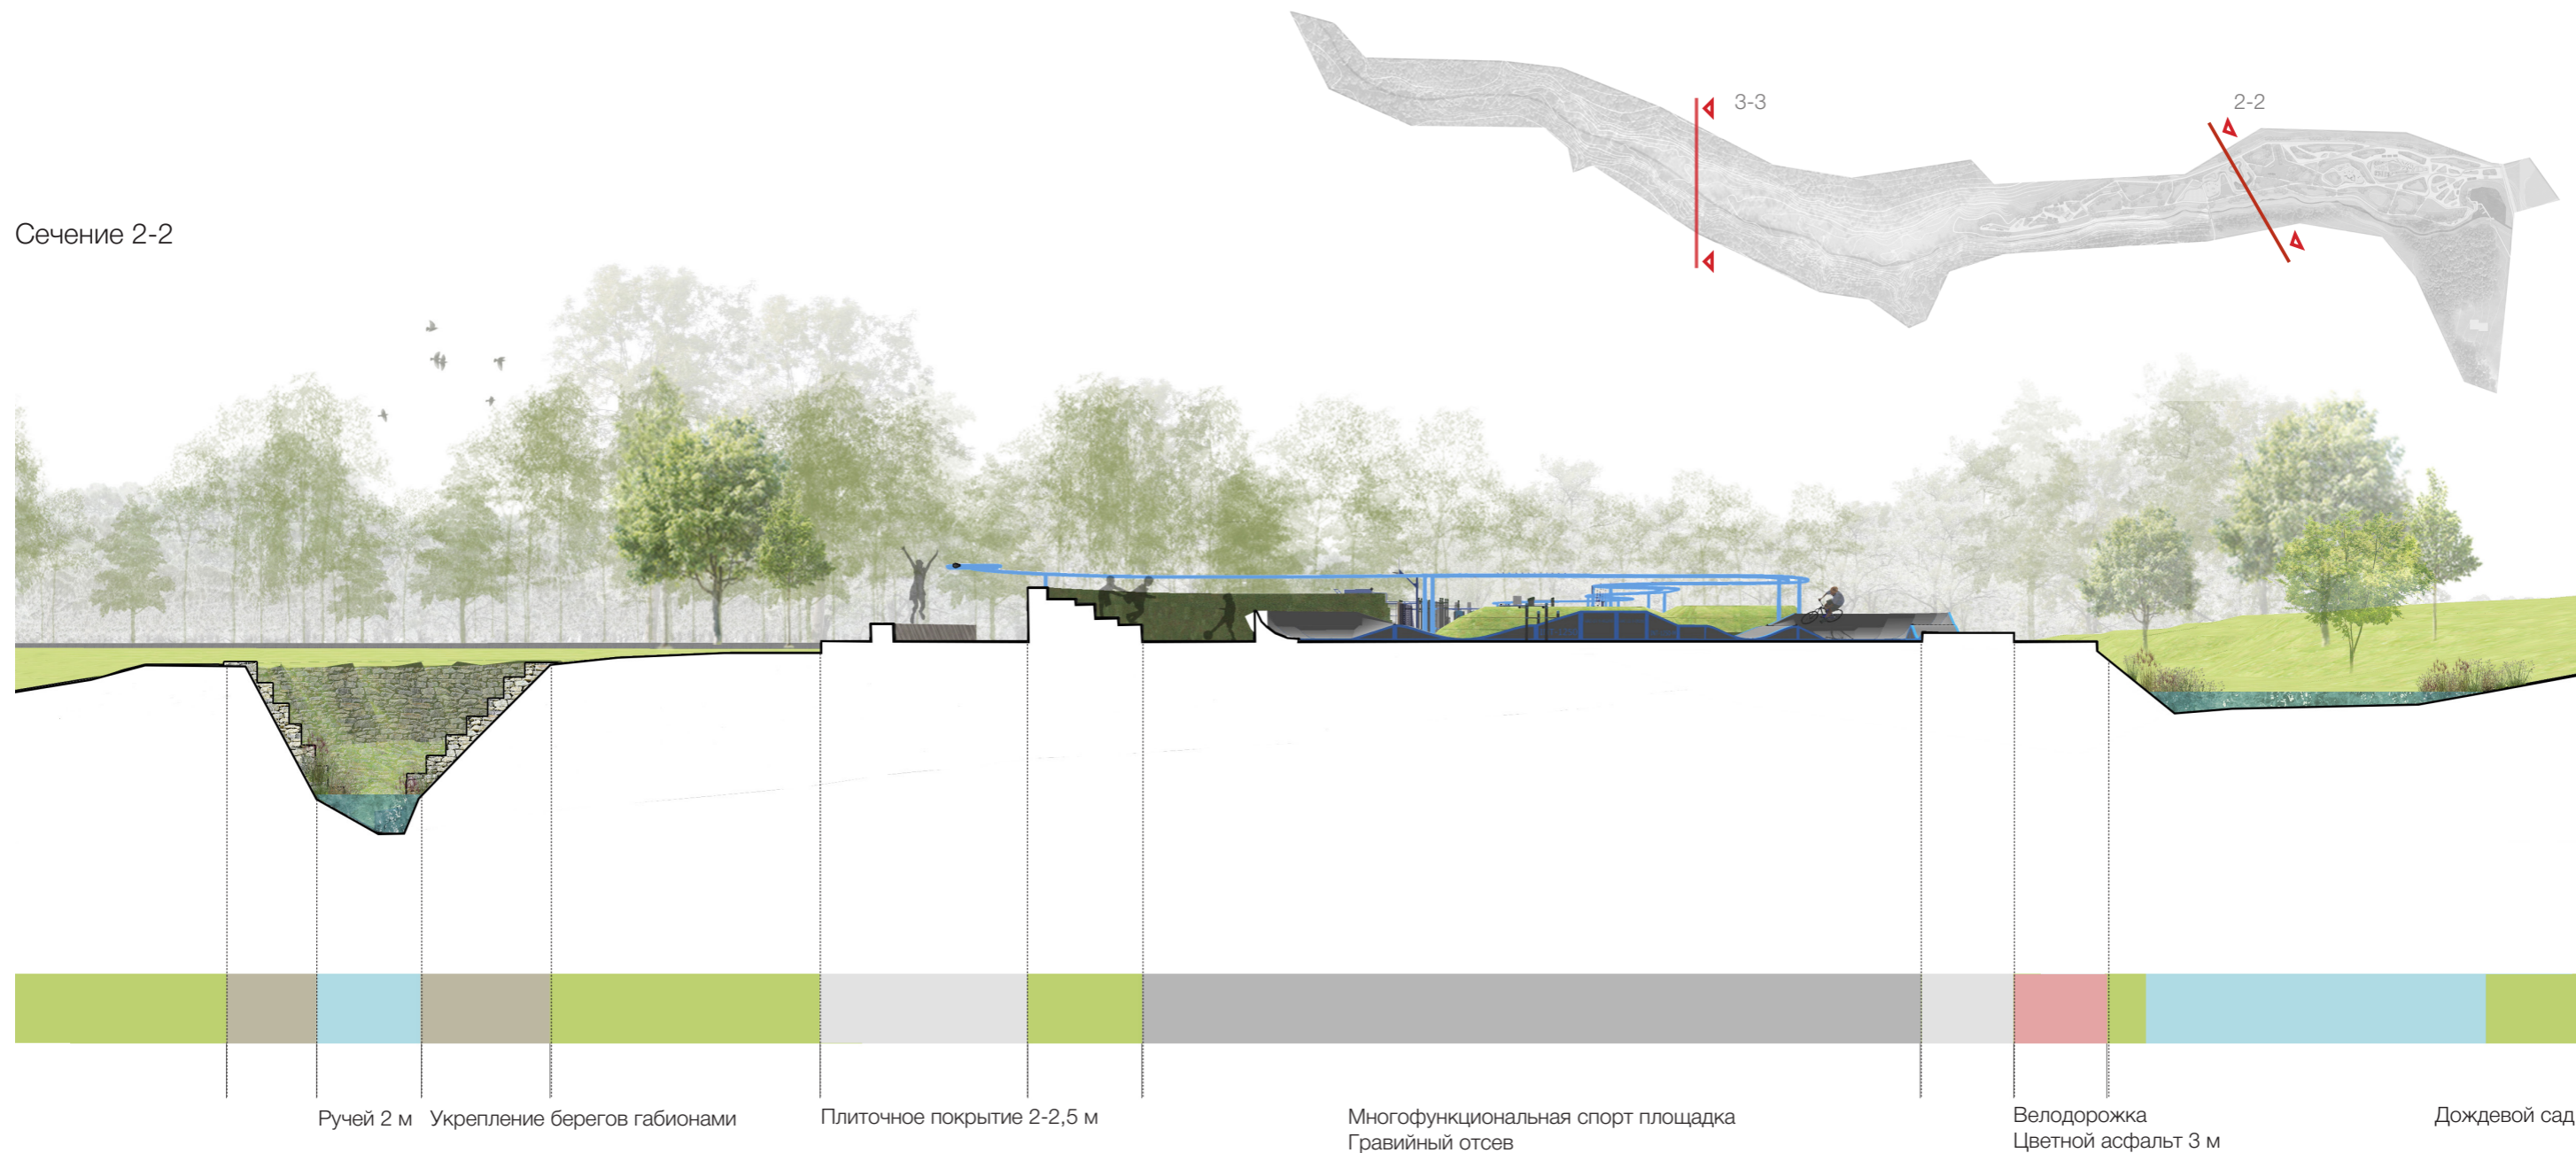 3-3
2-2
Сечение 2-2
Ручей 2 м
Укрепление берегов габионами
Плиточное покрытие 2-2,5 м
Многофункциональная спорт площадка
Гравийный отсев
Велодорожка
Цветной асфальт 3 м
Дождевой сад